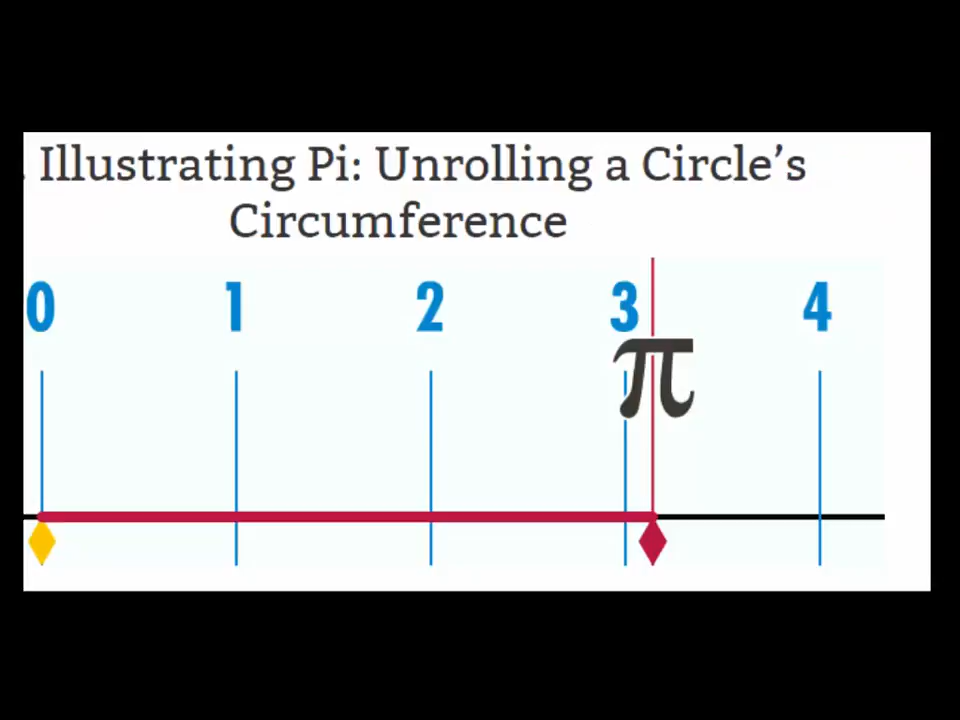 Illustrating Pi: Unrolling a Circle’s
Circumference
0 1 2 3 4
π